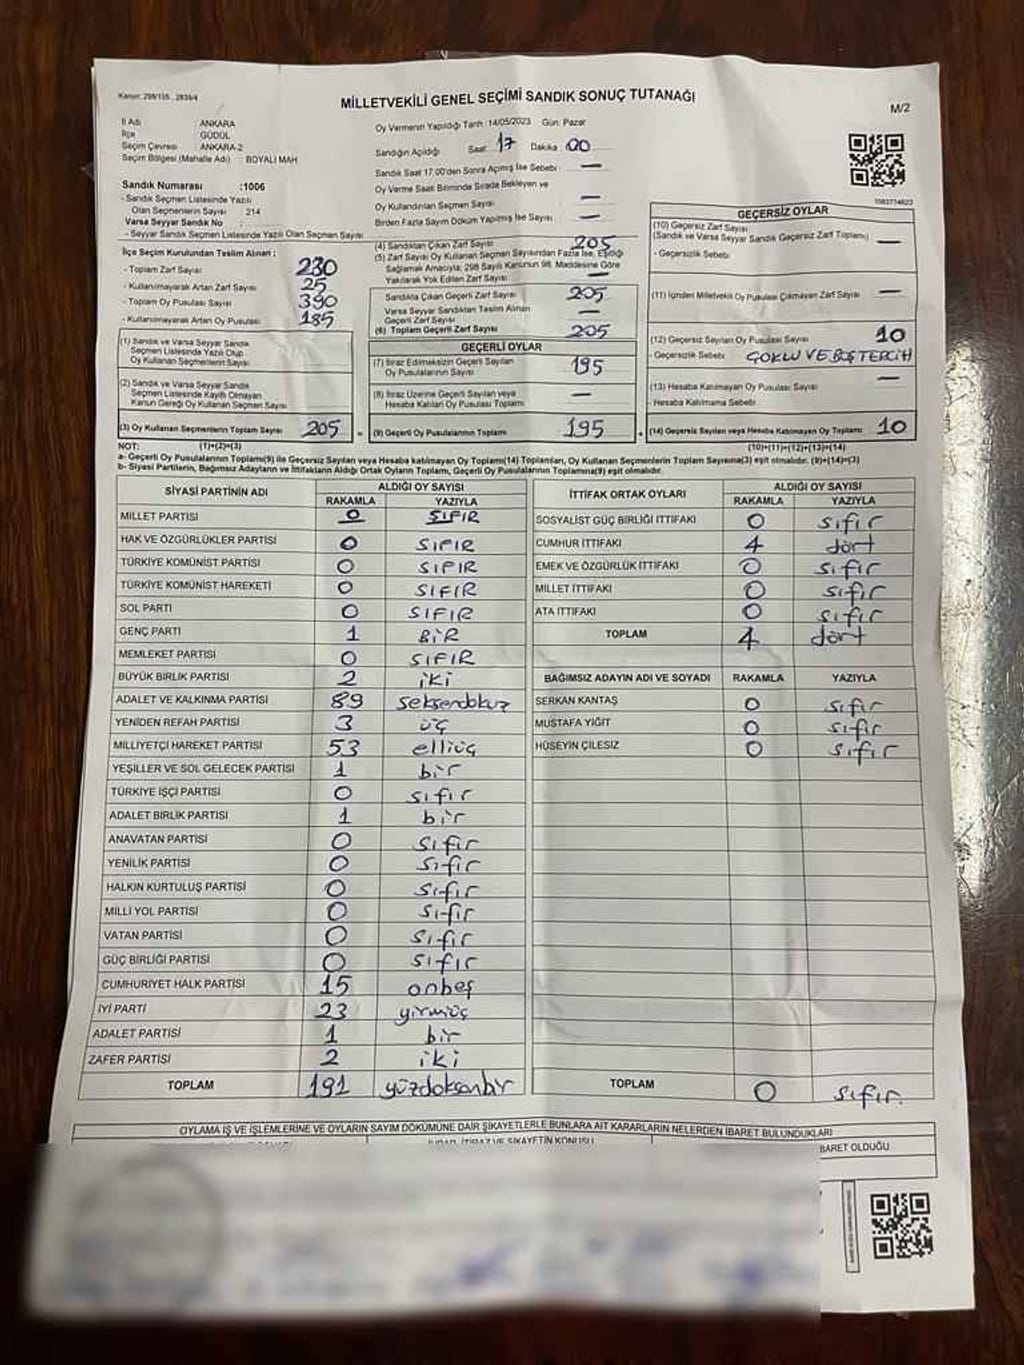 Kanun: 298/105 , 2839/4
MİLLETVEKİLİ GENEL SEÇİMİ SANDIK SONUÇ TUTANAĞI
M/2
İl Adı ANKARA
İlçe GÜDÜL
Seçim Çevresi ANKARA-2
Seçim Bölgesi (Mahalle Adı) : BOYALI MAH
Oy Vermenin Yapıldığı Tarih :14/05/2023 Gün: Pazar
Sandığın Açıldığı Saat 17 Dakika 00
Sandık Saat 17.00'den Sonra Açılmış İse Sebebi : —
Oy Verme Saati Bitiminde Sırada Bekleyen ve
Oy Kullandırılan Seçmen Sayısı —
Birden Fazla Sayım Döküm Yapılmış İse Sayısı —
Sandık Numarası :1006
- Sandık Seçmen Listesinde Yazılı
Olan Seçmenlerin Sayısı : 214
Varsa Seyyar Sandık No :
- Seyyar Sandık Seçmen Listesinde Yazılı Olan Seçmen Sayısı
İlçe Seçim Kurulundan Teslim Alınan :
- Toplam Zarf Sayısı 230
- Kullanılmayarak Artan Zarf Sayısı 25
- Toplam Oy Pusulası Sayısı 390
- Kullanılmayarak Artan Oy Pusulası 185
(1) Sandık ve Varsa Seyyar Sandık
Seçmen Listesinde Yazılı Olup
Oy Kullanan Seçmenlerin Sayısı
(2) Sandık ve Varsa Seyyar Sandık
Seçmen Listesinde Kayıtlı Olmayan
Kanun Gereği Oy Kullanan Seçmen Sayısı
(3) Oy Kullanan Seçmenlerin Toplam Sayısı 205
(4) Sandıktan Çıkan Zarf Sayısı 205
(5) Zarf Sayısı Oy Kullanan Seçmen Sayısından Fazla İse, Eşitliği
Sağlamak Amacıyla; 298 Sayılı Kanunun 98. Maddesine Göre
Yakılarak Yok Edilen Zarf Sayısı —
Sandıkta Çıkan Geçerli Zarf Sayısı 205
Varsa Seyyar Sandıktan Teslim Alınan
Geçerli Zarf Sayısı —
(6) Toplam Geçerli Zarf Sayısı 205
GEÇERLİ OYLAR
(7) İtiraz Edilmeksizin Geçerli Sayılan
Oy Pusulalarının Sayısı 195
(8) İtiraz Üzerine Geçerli Sayılan veya
Hesaba Katılan Oy Pusulası Toplamı —
(9) Geçerli Oy Pusulalarının Toplamı 195
GEÇERSİZ OYLAR
(10) Geçersiz Zarf Sayısı
(Sandık ve Varsa Seyyar Sandık Geçersiz Zarf Toplamı) —
- Geçersizlik Sebebi
(11) İçinden Milletvekili Oy Pusulası Çıkmayan Zarf Sayısı —
(12) Geçersiz Sayılan Oy Pusulası Sayısı 10
- Geçersizlik Sebebi ÇOKLU VE BOŞ TERCİH
(13) Hesaba Katılmayan Oy Pusulası Sayısı —
- Hesaba Katılmama Sebebi
(14) Geçersiz Sayılan veya Hesaba Katılmayan Oy Toplamı 10
NOT: (1)+(2)=(3) (10)+(11)+(12)+(13)=(14)
a- Geçerli Oy Pusulalarının Toplamı(9) ile Geçersiz Sayılan veya Hesaba katılmayan Oy Toplamı(14) Toplamları, Oy Kullanan Seçmenlerin Toplam Sayısına(3) eşit olmalıdır. (9)+(14)=(3)
b- Siyasi Partilerin, Bağımsız Adayların ve İttifakların Aldığı Ortak Oyların Toplamı, Geçerli Oy Pusulalarının Toplamına(9) eşit olmalıdır.
SİYASİ PARTİNİN ADI ALDIĞI OY SAYISI
RAKAMLA YAZIYLA
MİLLET PARTİSİ 0 SIFIR
HAK VE ÖZGÜRLÜKLER PARTİSİ 0 SIFIR
TÜRKİYE KOMÜNİST PARTİSİ 0 SIFIR
TÜRKİYE KOMÜNİST HAREKETİ 0 SIFIR
SOL PARTİ 0 SIFIR
GENÇ PARTİ 1 BİR
MEMLEKET PARTİSİ 0 SIFIR
BÜYÜK BİRLİK PARTİSİ 2 iki
ADALET VE KALKINMA PARTİSİ 89 seksendokuz
YENİDEN REFAH PARTİSİ 3 üç
MİLLİYETÇİ HAREKET PARTİSİ 53 elliüç
YEŞİLLER VE SOL GELECEK PARTİSİ 1 bir
TÜRKİYE İŞÇİ PARTİSİ 0 sıfır
ADALET BİRLİK PARTİSİ 1 bir
ANAVATAN PARTİSİ 0 sıfır
YENİLİK PARTİSİ 0 sıfır
HALKIN KURTULUŞ PARTİSİ 0 sıfır
MİLLİ YOL PARTİSİ 0 sıfır
VATAN PARTİSİ 0 sıfır
GÜÇ BİRLİĞİ PARTİSİ 0 sıfır
CUMHURİYET HALK PARTİSİ 15 onbeş
İYİ PARTİ 23 yirmiüç
ADALET PARTİSİ 1 bir
ZAFER PARTİSİ 2 iki
TOPLAM 191 yüzdoksanbir
İTTİFAK ORTAK OYLARI ALDIĞI OY SAYISI
RAKAMLA YAZIYLA
SOSYALİST GÜÇ BİRLİĞİ İTTİFAKI 0 sıfır
CUMHUR İTTİFAKI 4 dört
EMEK VE ÖZGÜRLÜK İTTİFAKI 0 sıfır
MİLLET İTTİFAKI 0 sıfır
ATA İTTİFAKI 0 sıfır
TOPLAM 4 dört
BAĞIMSIZ ADAYIN ADI VE SOYADI RAKAMLA YAZIYLA
SERKAN KANTAŞ 0 sıfır
MUSTAFA YİĞİT 0 sıfır
HÜSEYİN ÇİLESİZ 0 sıfır
TOPLAM 0 sıfır.
OYLAMA İŞ VE İŞLEMLERİNE VE OYLARIN SAYIM DÖKÜMÜNE DAİR ŞİKAYETLERLE BUNLARA AİT KARARLARIN NELERDEN İBARET BULUNDUKLARI
İTİRAZ VE ŞİKAYETİN KONUSU
BARET OLDUĞU